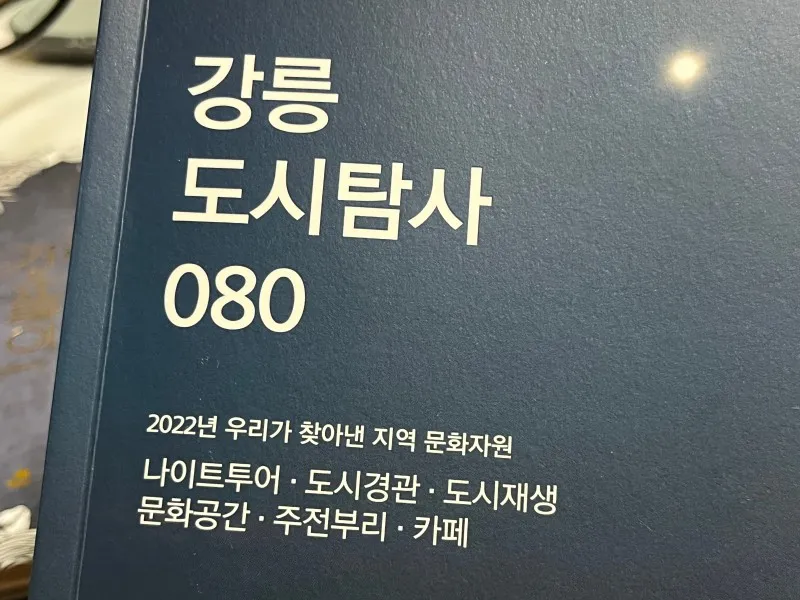 강릉
도시탐사
080
2022년 우리가 찾아낸 지역 문화자원
나이트투어 · 도시경관 · 도시재생
문화공간 · 주전부리 · 카페